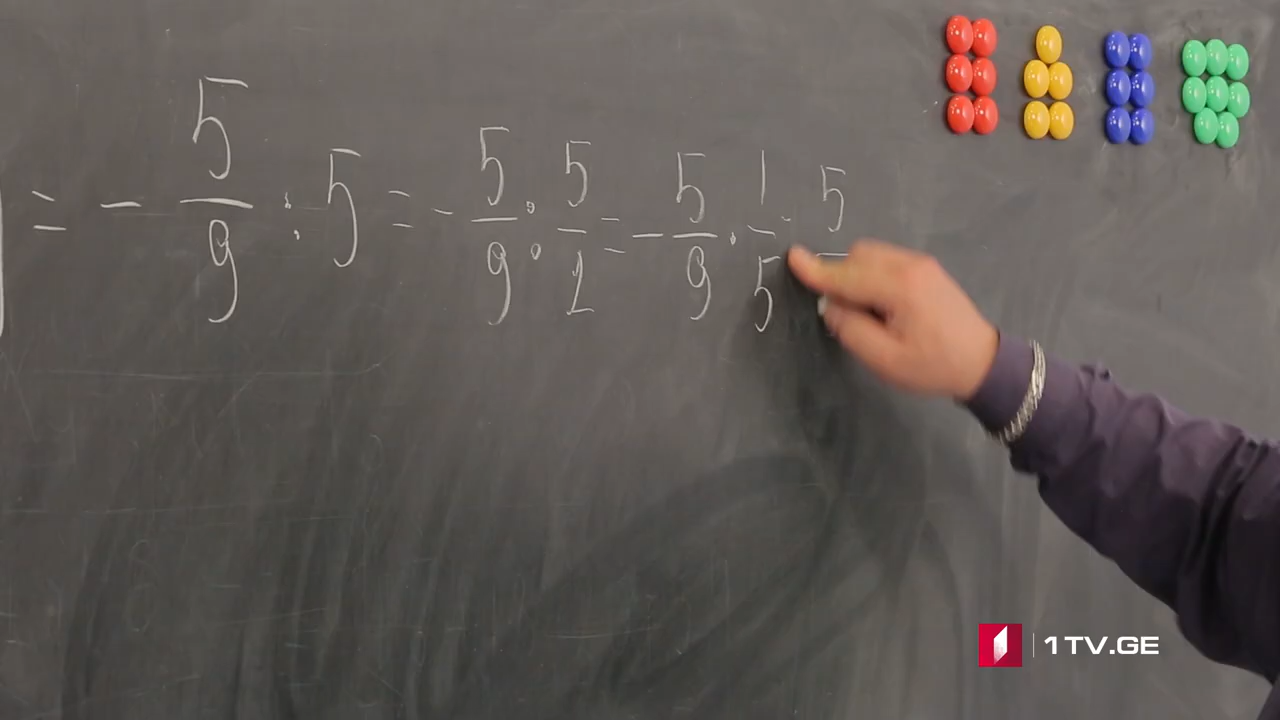 = - 5/9 : 5 = - 5/9 : 5/1 = - 5/9 · 1/5 = 5
1TV.GE